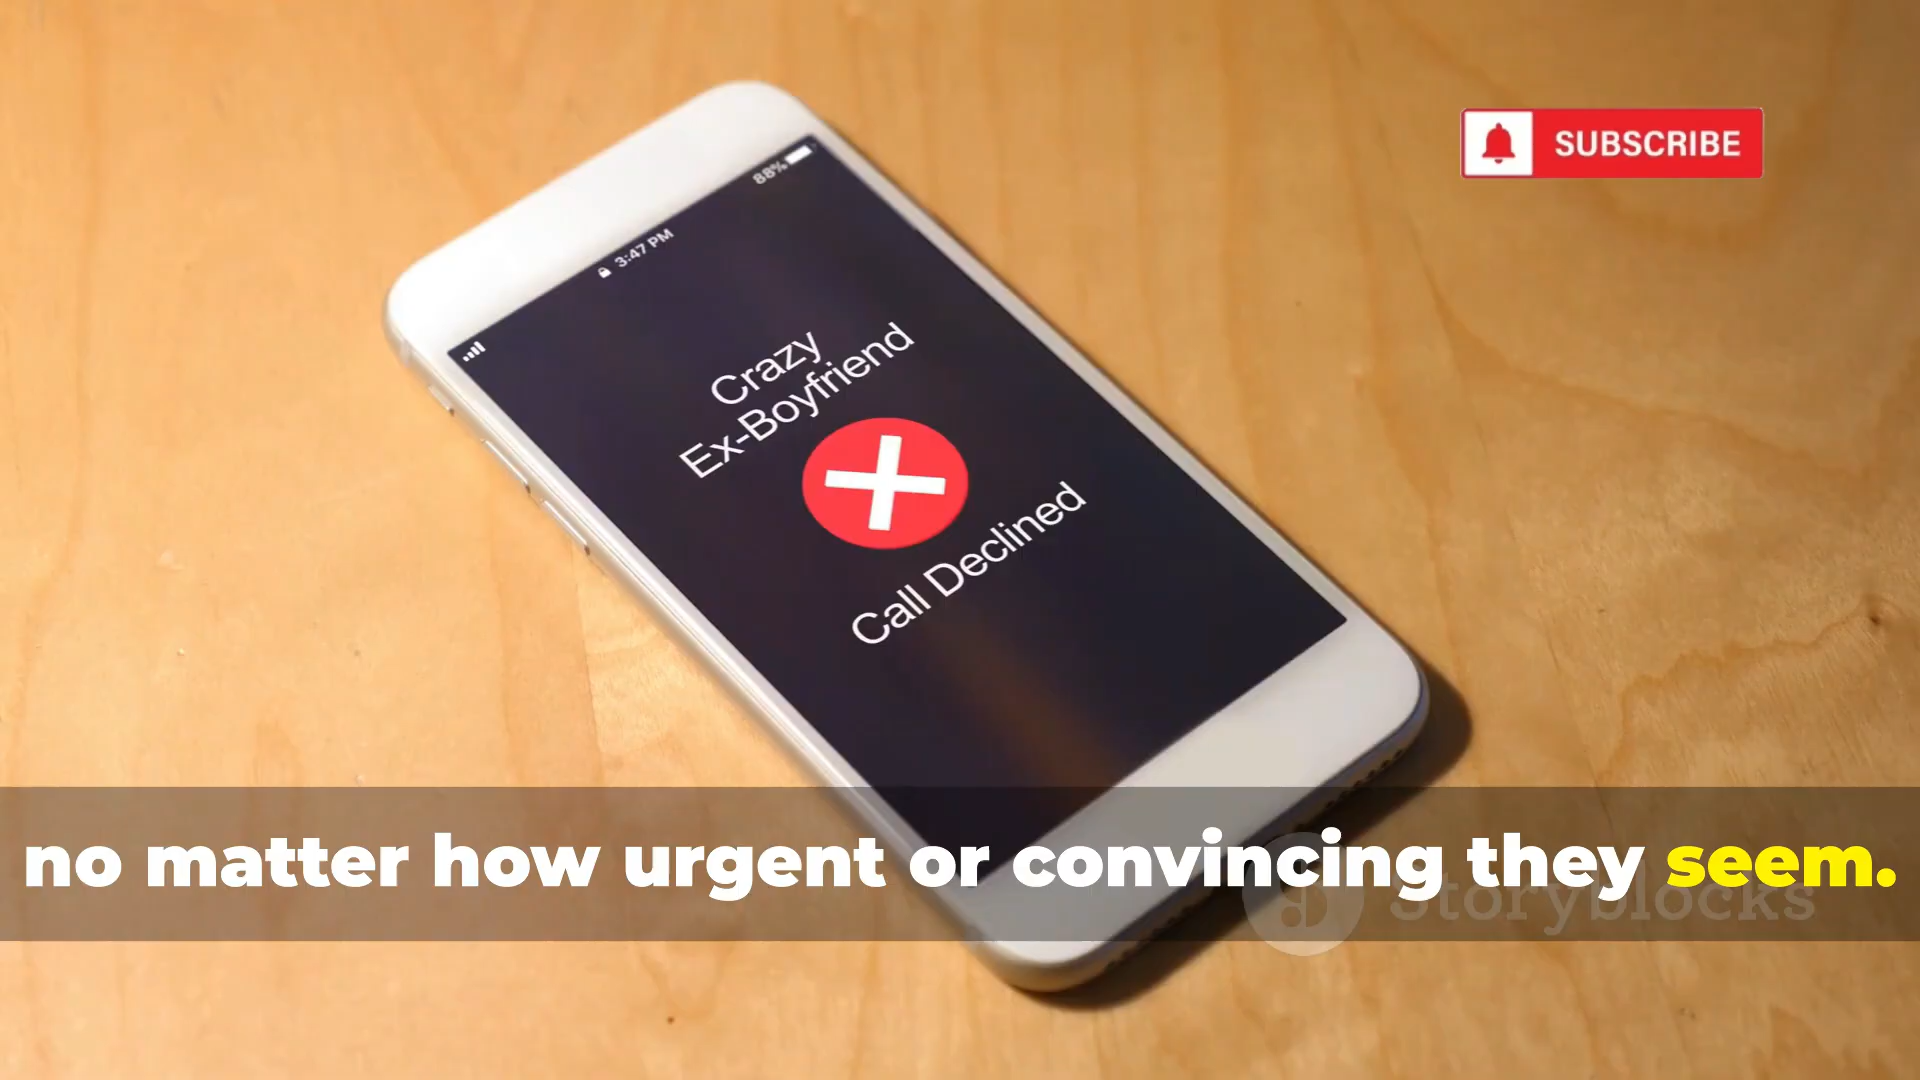 SUBSCRIBE
88%
3:47 PM
Crazy
Ex-Boyfriend
Call Declined
no matter how urgent or convincing they seem.
Storyblocks